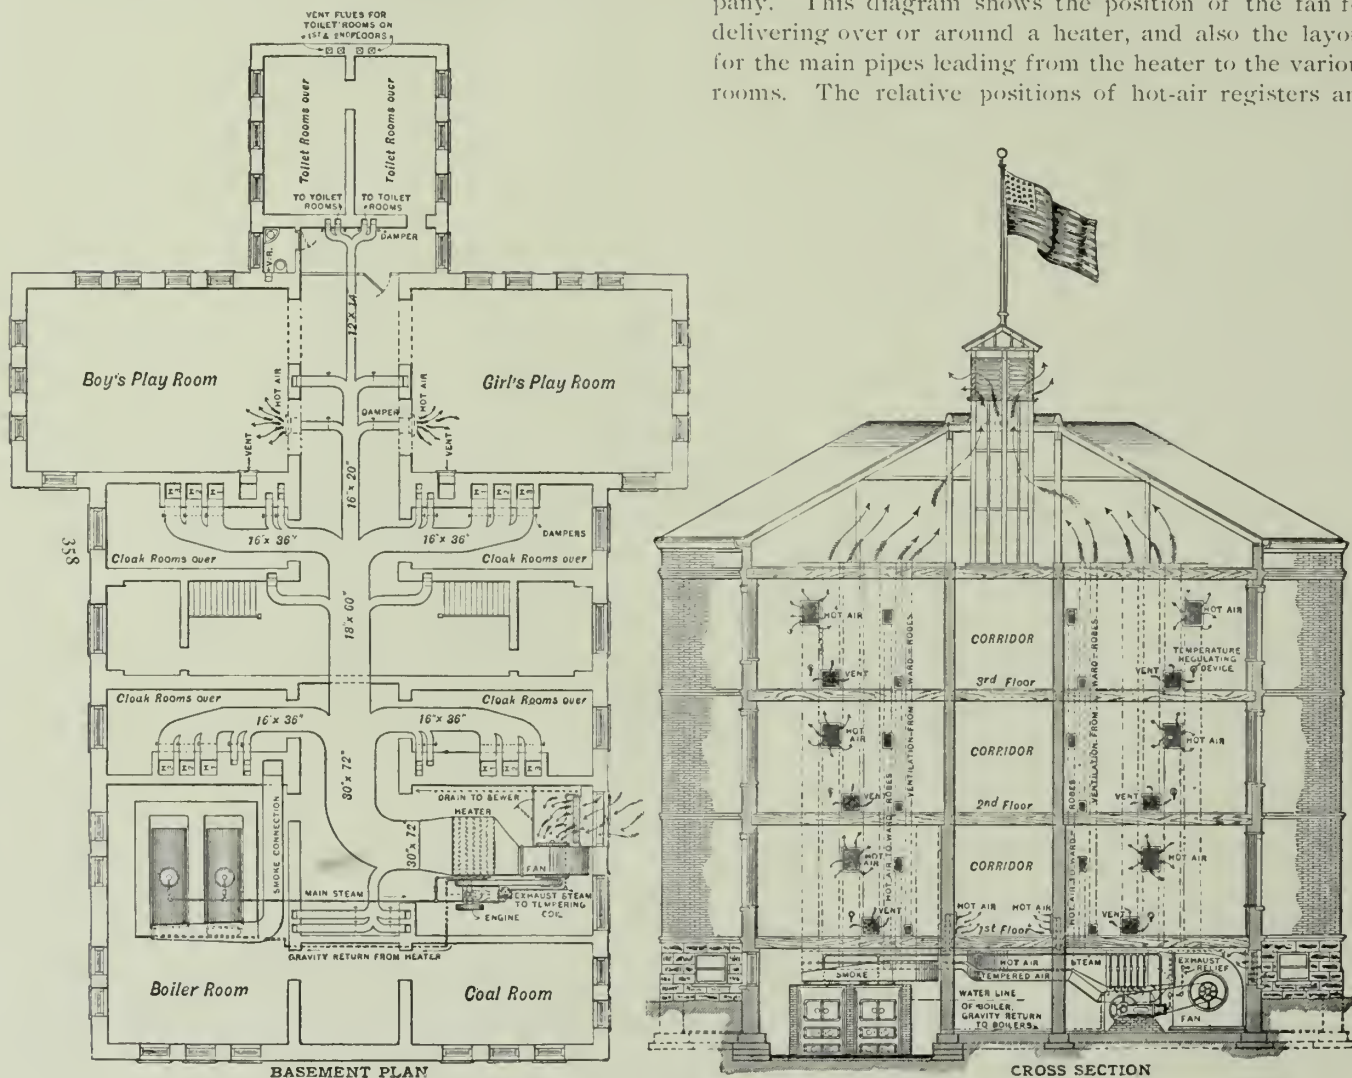 pany. This diagram shows the position of the fan
delivering over or around a heater, and also the
for the main pipes leading from the heater to the
rooms. The relative positions of hot-air registers
VENT FLUES FOR
TOILET ROOMS ON
1ST & 2ND FLOORS
Toilet Rooms over
Toilet Rooms over
TO TOILET
ROOMS
TO TOILET
ROOMS
DAMPER
V.R.
12"x 14"
Boy's Play Room
Girl's Play Room
HOT AIR
HOT AIR
DAMPER
VENT
VENT
16"x 20"
16"x 36"
16"x 36"
DAMPERS
358
Cloak Rooms over
Cloak Rooms over
18"x 60"
Cloak Rooms over
Cloak Rooms over
16"x 36"
16"x 36"
30"x 72"
SMOKE CONNECTION
DRAIN TO SEWER
HEATER
30"x 72"
FAN
MAIN STEAM
EXHAUST STEAM
TO TEMPERING
COIL
ENGINE
GRAVITY RETURN FROM HEATER
Boiler Room
Coal Room
BASEMENT PLAN
HOT AIR
CORRIDOR
HOT AIR
TEMPERATURE
REGULATING
DEVICE
VENT
3rd Floor
VENT
HOT AIR TO WARD-ROBES
VENTILATION FROM WARD-ROBES
HOT AIR TO WARD-ROBES
VENTILATION FROM WARD-ROBES
HOT
AIR
CORRIDOR
HOT AIR
VENT
2nd Floor
VENT
HOT
AIR
CORRIDOR
HOT AIR
HOT AIR
HOT AIR
VENT
1st Floor
VENT
HOT AIR
STEAM
EXHAUST
RELIEF
SMOKE
TEMPERED AIR
WATER LINE
OF BOILER,
GRAVITY RETURN
TO BOILERS
FAN
CROSS SECTION